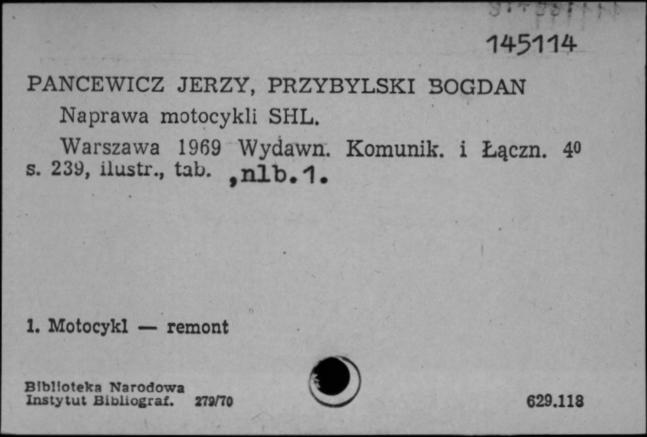 145114
PANCEWICZ JERZY, PRZYBYLSKI BOGDAN
Naprawa motocykli SHL.
Warszawa 1969 Wydawn. Komunik. i Łączn. 4⁰
s. 239, ilustr., tab. ,nlb.1.
1. Motocykl — remont
Biblioteka Narodowa
Instytut Bibliograf. 279/70
629.118